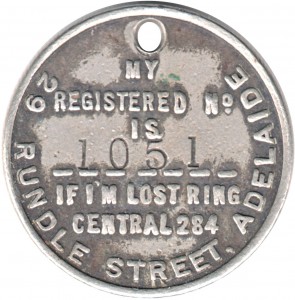 MY
REGISTERED No
IS
1051
IF I'M LOST RING
CENTRAL 284
29 RUNDLE STREET, ADELAIDE